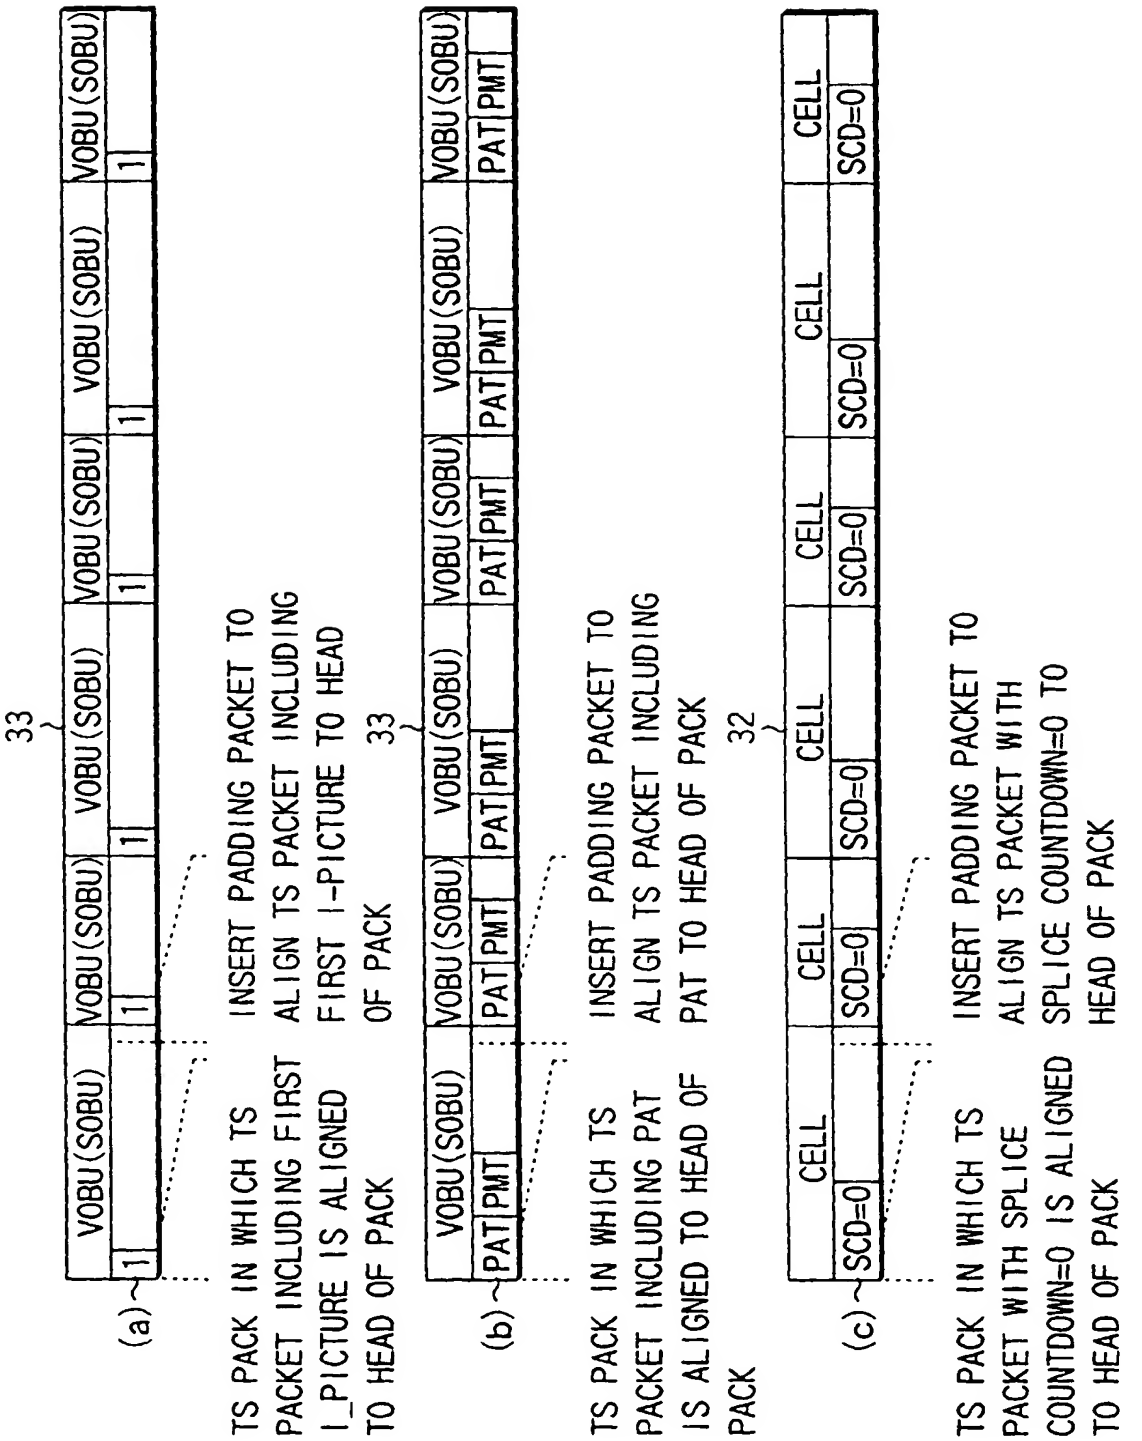 33
VOBU(SOBU) VOBU(SOBU) VOBU(SOBU) VOBU(SOBU) VOBU(SOBU) VOBU(SOBU)
(a) 1 1 1 1 1 1
TS PACK IN WHICH TS
PACKET INCLUDING FIRST
I_PICTURE IS ALIGNED
TO HEAD OF PACK
INSERT PADDING PACKET TO
ALIGN TS PACKET INCLUDING
FIRST I-PICTURE TO HEAD
OF PACK
33
VOBU(SOBU) VOBU(SOBU) VOBU(SOBU) VOBU(SOBU) VOBU(SOBU) VOBU(SOBU)
(b) PAT PMT PAT PMT PAT PMT PAT PMT PAT PMT PAT PMT
TS PACK IN WHICH TS
PACKET INCLUDING PAT
IS ALIGNED TO HEAD OF
PACK
INSERT PADDING PACKET TO
ALIGN TS PACKET INCLUDING
PAT TO HEAD OF PACK
32
CELL CELL CELL CELL CELL CELL
(c) SCD=0 SCD=0 SCD=0 SCD=0 SCD=0 SCD=0
TS PACK IN WHICH TS
PACKET WITH SPLICE
COUNTDOWN=0 IS ALIGNED
TO HEAD OF PACK
INSERT PADDING PACKET TO
ALIGN TS PACKET WITH
SPLICE COUNTDOWN=0 TO
HEAD OF PACK